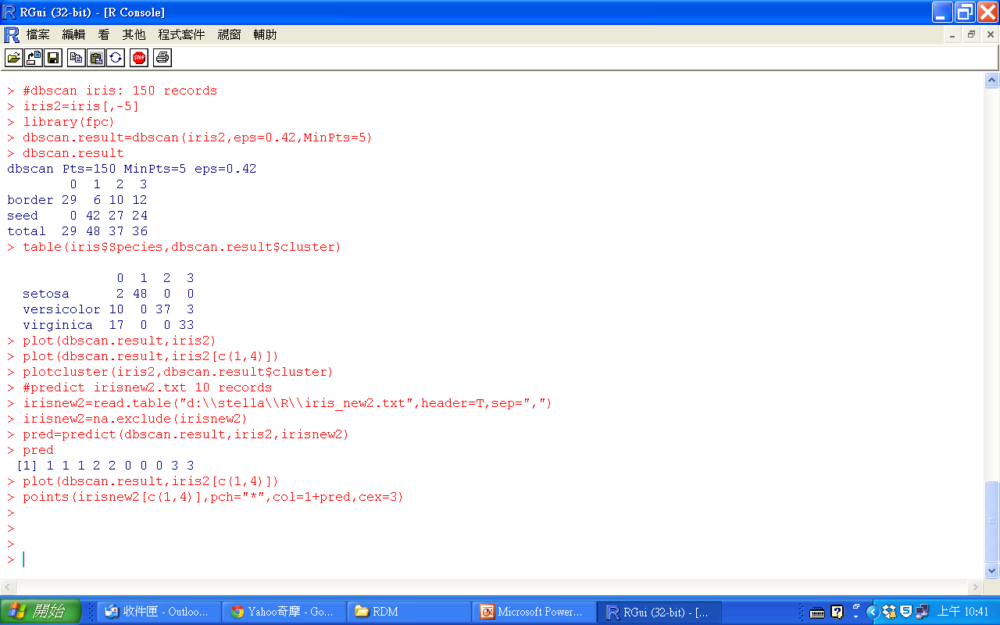 RGui (32-bit) - [R Console]
檔案 編輯 看 其他 程式套件 視窗 輔助
STOP
> #dbscan iris: 150 records
> iris2=iris[,-5]
> library(fpc)
> dbscan.result=dbscan(iris2,eps=0.42,MinPts=5)
> dbscan.result
dbscan Pts=150 MinPts=5 eps=0.42
        0  1  2  3
border 29  6 10 12
seed    0 42 27 24
total  29 48 37 36
> table(iris$Species,dbscan.result$cluster)
              0  1  2  3
  setosa      2 48  0  0
  versicolor 10  0 37  3
  virginica  17  0  0 33
> plot(dbscan.result,iris2)
> plot(dbscan.result,iris2[c(1,4)])
> plotcluster(iris2,dbscan.result$cluster)
> #predict irisnew2.txt 10 records
> irisnew2=read.table("d:\\stella\\R\\iris_new2.txt",header=T,sep=",")
> irisnew2=na.exclude(irisnew2)
> pred=predict(dbscan.result,iris2,irisnew2)
> pred
 [1] 1 1 1 2 2 0 0 0 3 3
> plot(dbscan.result,iris2[c(1,4)])
> points(irisnew2[c(1,4)],pch="*",col=1+pred,cex=3)
>
>
>
>
開始 收件匣 - Outloo... Yahoo奇摩 - Go... RDM Microsoft Power... RGui (32-bit) - [... 上午 10:41